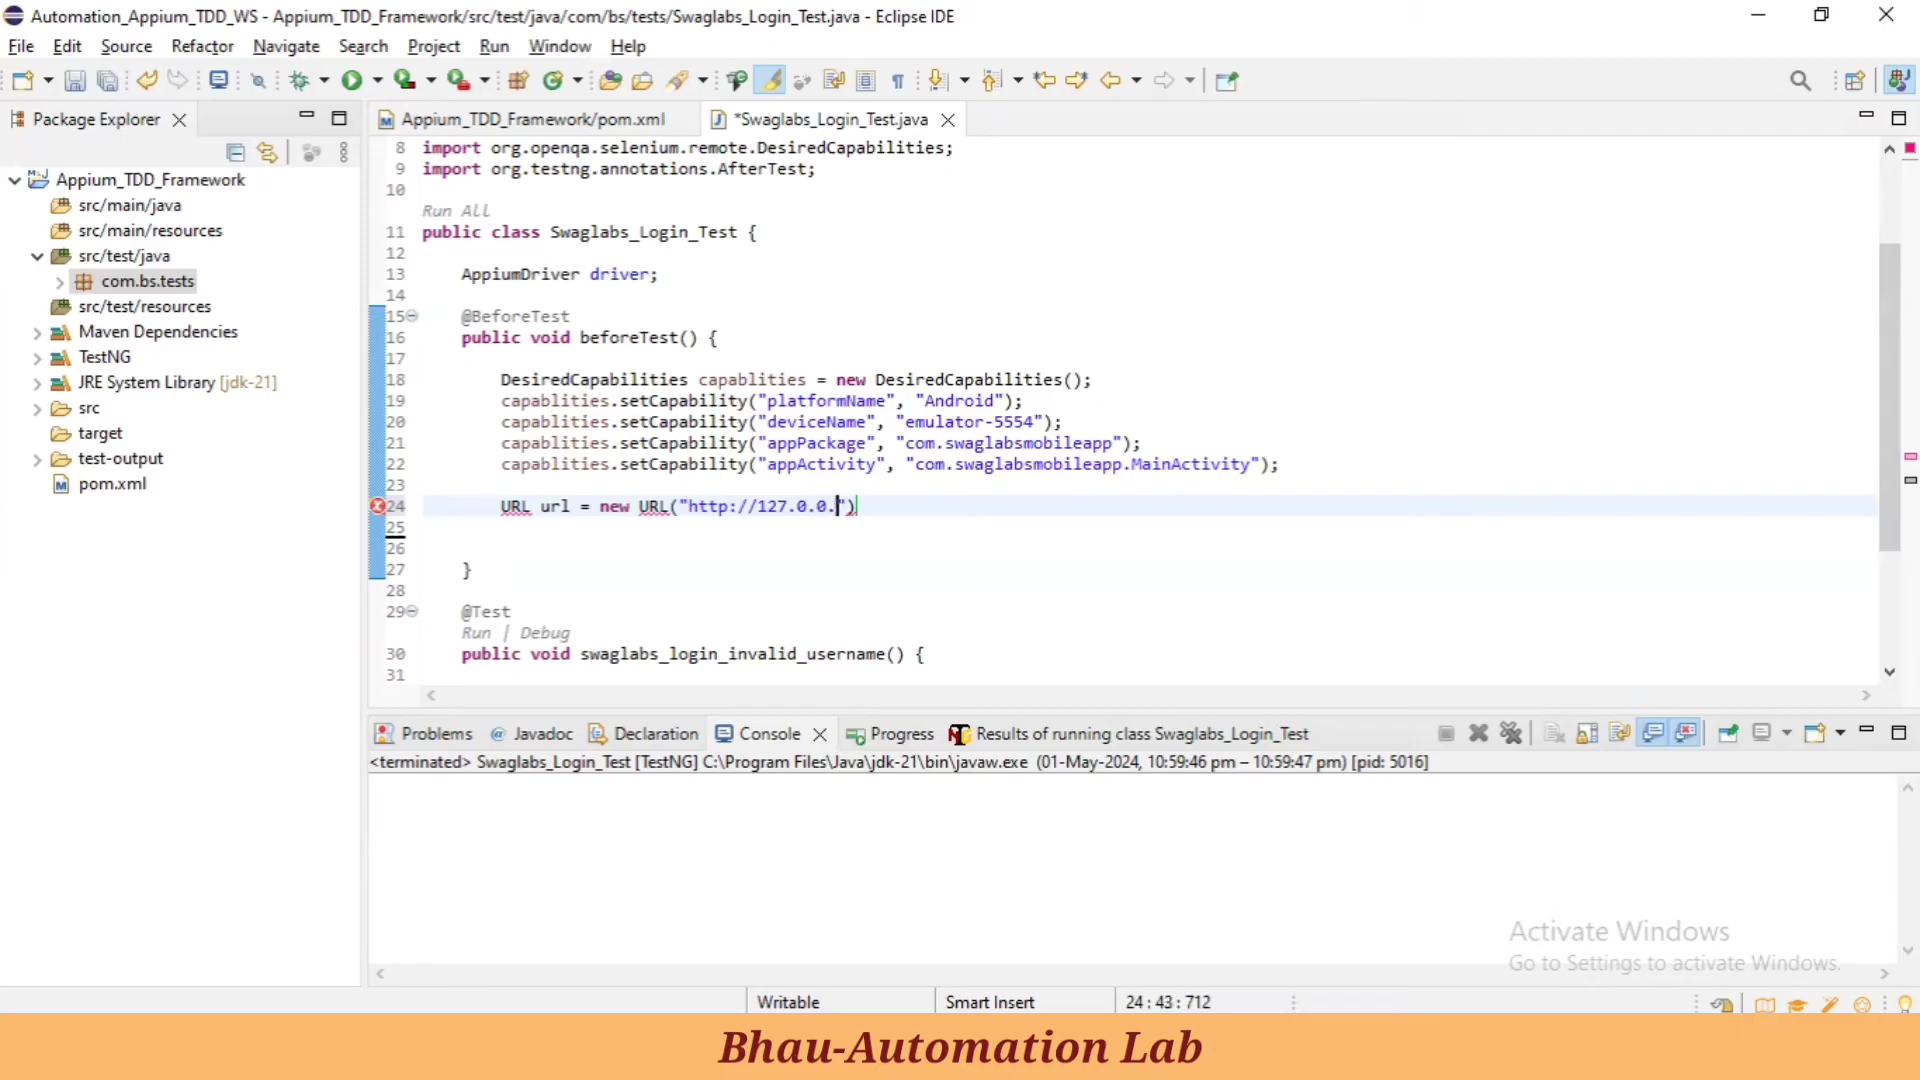 Automation_Appium_TDD_WS - Appium_TDD_Framework/src/test/java/com/bs/tests/Swaglabs_Login_Test.java - Eclipse IDE
File Edit Source Refactor Navigate Search Project Run Window Help
Package Explorer
Appium_TDD_Framework
src/main/java
src/main/resources
src/test/java
com.bs.tests
src/test/resources
Maven Dependencies
TestNG
JRE System Library [jdk-21]
src
target
test-output
pom.xml
Appium_TDD_Framework/pom.xml *Swaglabs_Login_Test.java
8 import org.openqa.selenium.remote.DesiredCapabilities;
9 import org.testng.annotations.AfterTest;
10
Run All
11 public class Swaglabs_Login_Test {
12
13 AppiumDriver driver;
14
15 @BeforeTest
16 public void beforeTest() {
17
18 DesiredCapabilities capablities = new DesiredCapabilities();
19 capablities.setCapability("platformName", "Android");
20 capablities.setCapability("deviceName", "emulator-5554");
21 capablities.setCapability("appPackage", "com.swaglabsmobileapp");
22 capablities.setCapability("appActivity", "com.swaglabsmobileapp.MainActivity");
23
24 URL url = new URL("http://127.0.0.")
25
26
27 }
28
29 @Test
Run | Debug
30 public void swaglabs_login_invalid_username() {
31
Problems Javadoc Declaration Console Progress Results of running class Swaglabs_Login_Test
<terminated> Swaglabs_Login_Test [TestNG] C:\Program Files\Java\jdk-21\bin\javaw.exe (01-May-2024, 10:59:46 pm – 10:59:47 pm) [pid: 5016]
Activate Windows
Go to Settings to activate Windows.
Writable Smart Insert 24 : 43 : 712
Bhau-Automation Lab